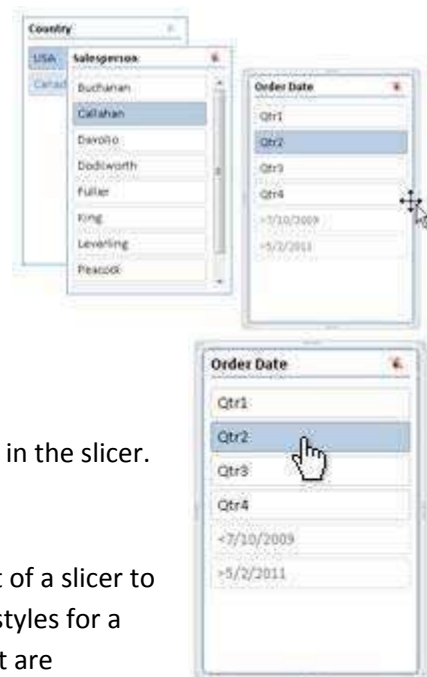 Country
USA
Salesperson
Buchanan
Callahan
Davolio
Dodsworth
Fuller
King
Leverling
Peacock
Order Date
Qtr1
Qtr2
Qtr3
Qtr4
<7/10/2009
>5/2/2011
Order Date
Qtr1
Qtr2
Qtr3
Qtr4
<7/10/2009
>5/2/2011
in the slicer.
t of a slicer to
styles for a
t are